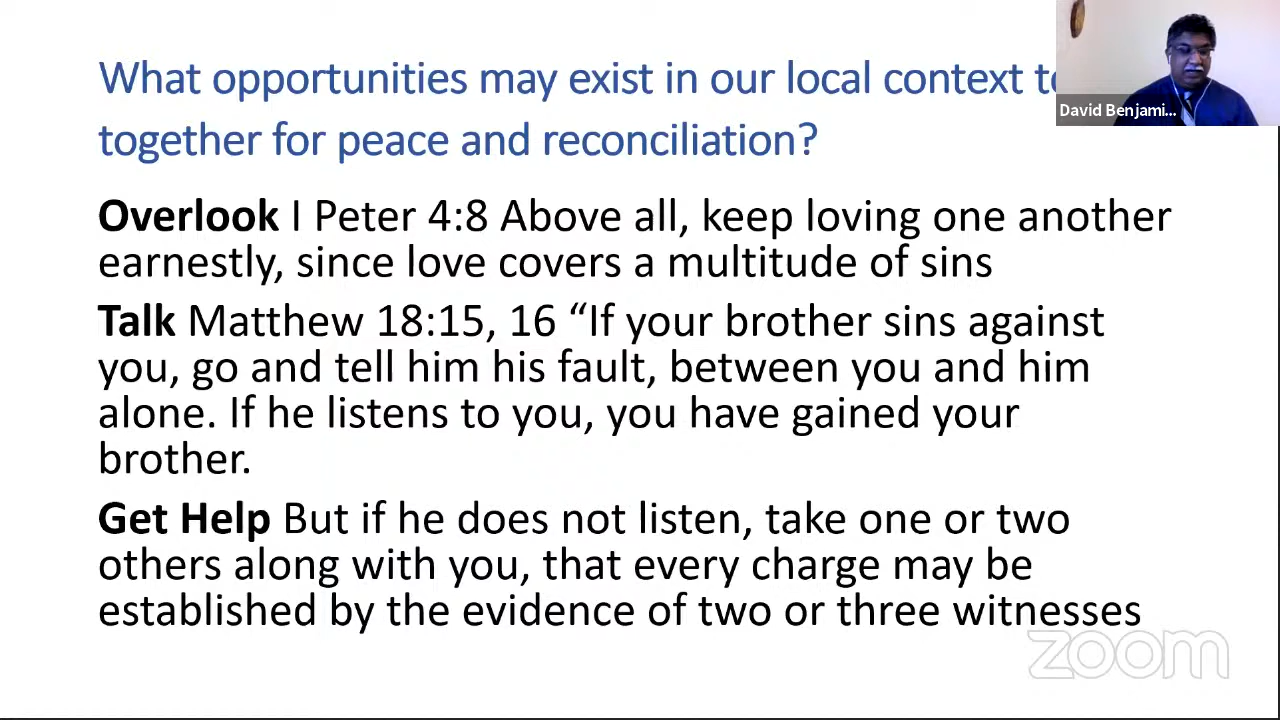 What opportunities may exist in our local context
together for peace and reconciliation?
David Benjami...
Overlook I Peter 4:8 Above all, keep loving one another
earnestly, since love covers a multitude of sins
Talk Matthew 18:15, 16 “If your brother sins against
you, go and tell him his fault, between you and him
alone. If he listens to you, you have gained your
brother.
Get Help But if he does not listen, take one or two
others along with you, that every charge may be
established by the evidence of two or three witnesses
zoom